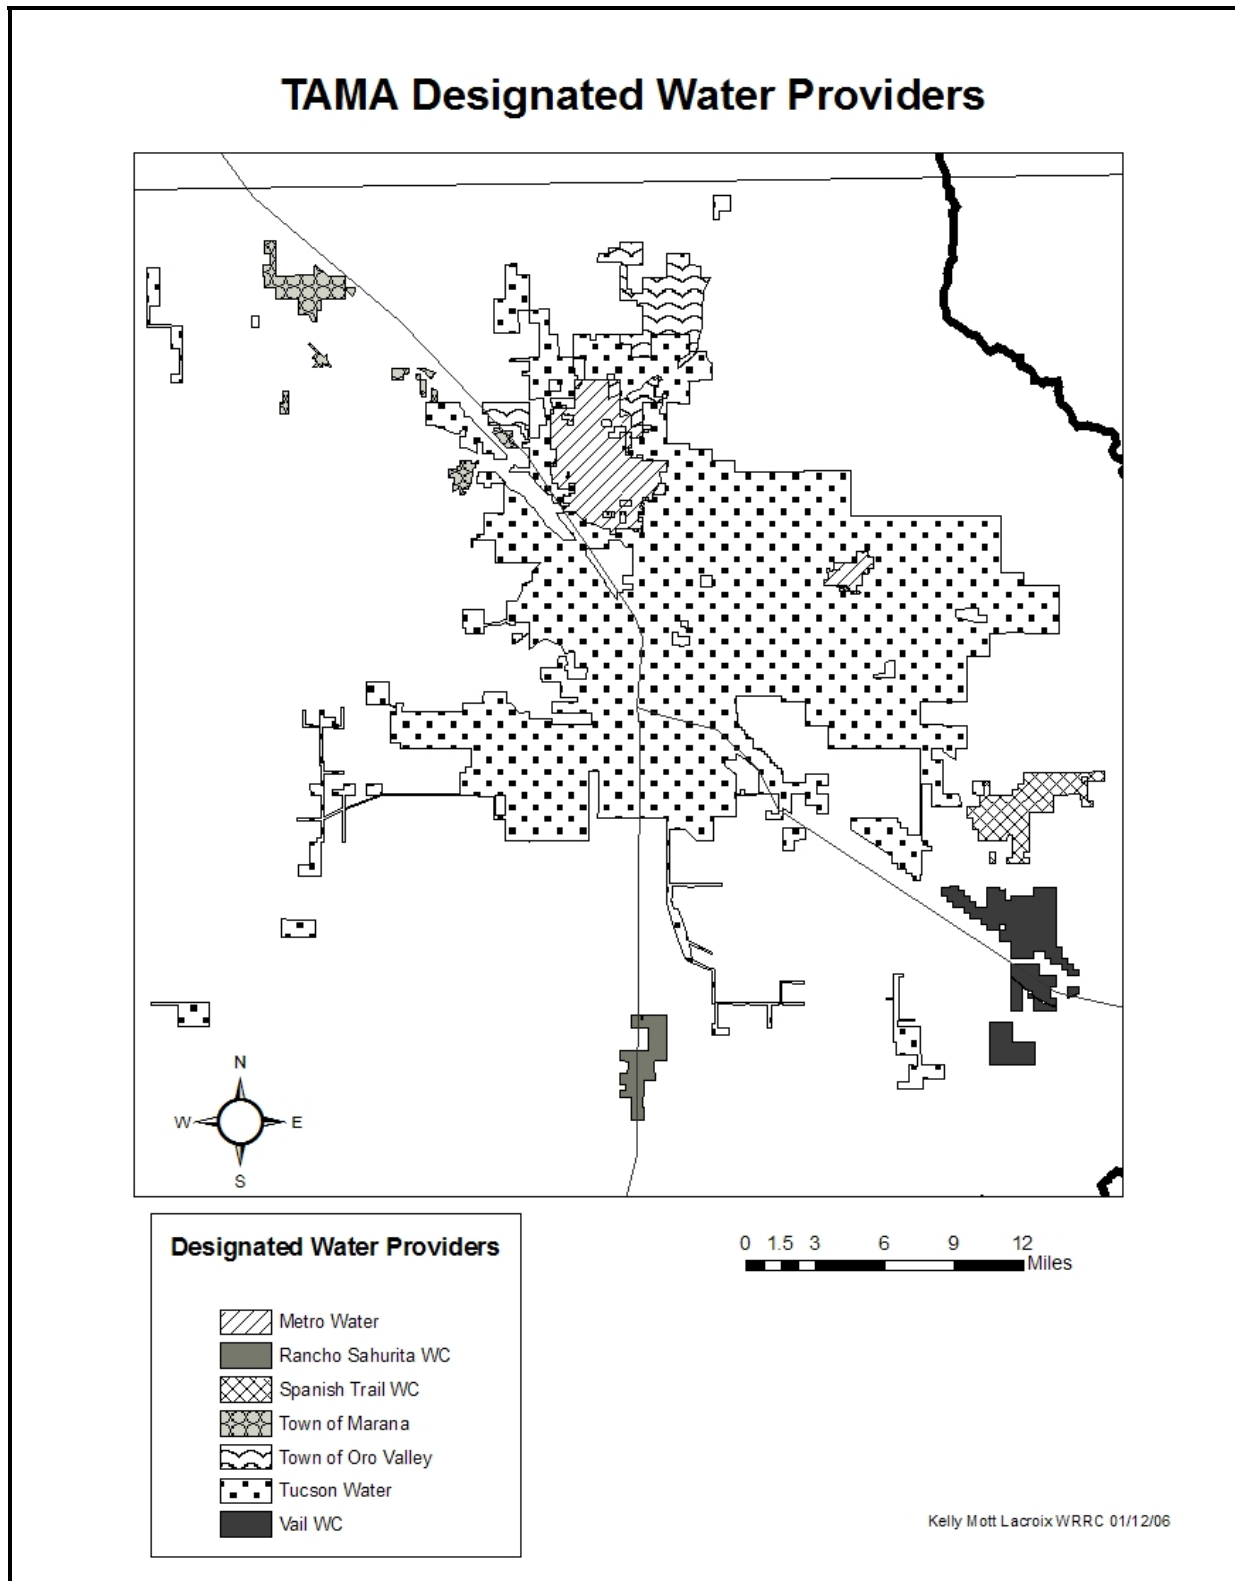 TAMA Designated Water Providers
N
W E
S
Designated Water Providers
Metro Water
Rancho Sahurita WC
Spanish Trail WC
Town of Marana
Town of Oro Valley
Tucson Water
Vail WC
0 1.5 3 6 9 12
Miles
Kelly Mott Lacroix WRRC 01/12/06